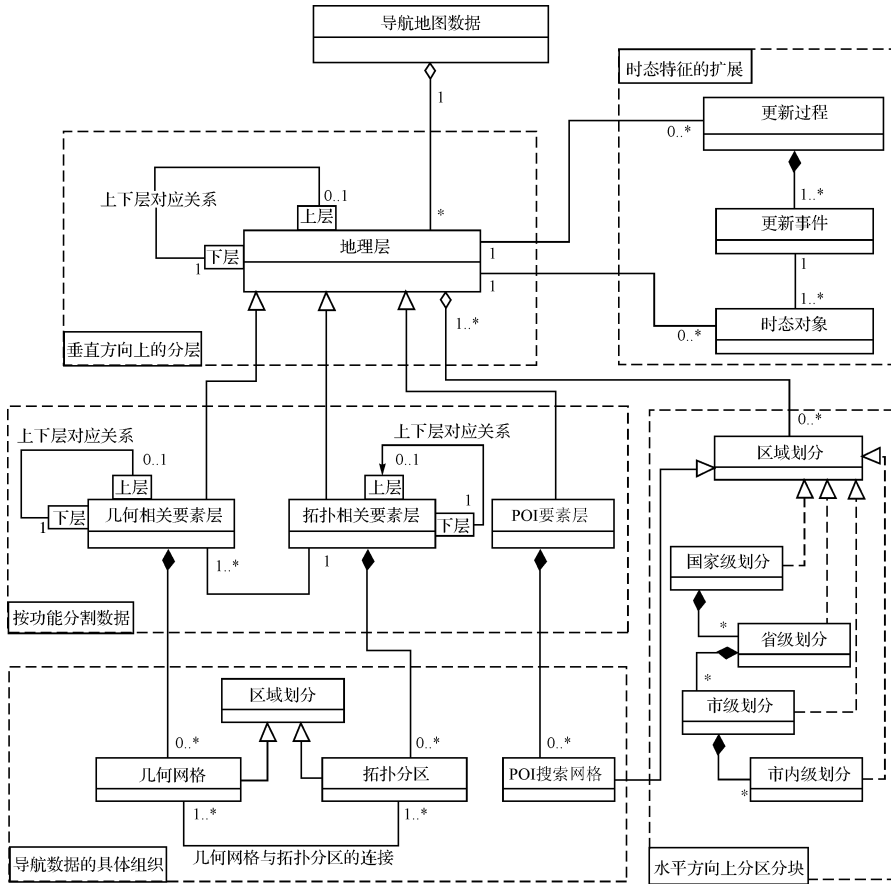 导航地图数据
1
*
时态特征的扩展
更新过程
0..*
1..*
更新事件
1
1..*
时态对象
0..*
上下层对应关系
0..1
上层
下层
1
地理层
1
1
1..*
垂直方向上的分层
上下层对应关系
0..1
上层
下层
1
几何相关要素层
1..*
上下层对应关系
0..1
上层
1
下层
拓扑相关要素层
1
POI要素层
按功能分割数据
0..*
区域划分
国家级划分
*
省级划分
*
市级划分
*
市内级划分
水平方向上分区分块
区域划分
0..*
0..*
0..*
几何网格
拓扑分区
POI搜索网格
1..*
1..*
几何网格与拓扑分区的连接
导航数据的具体组织